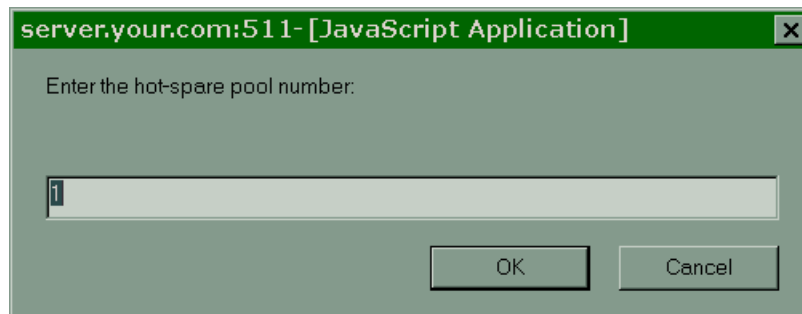 server.your.com:511-[JavaScript Application]
Enter the hot-spare pool number:
1
OK
Cancel